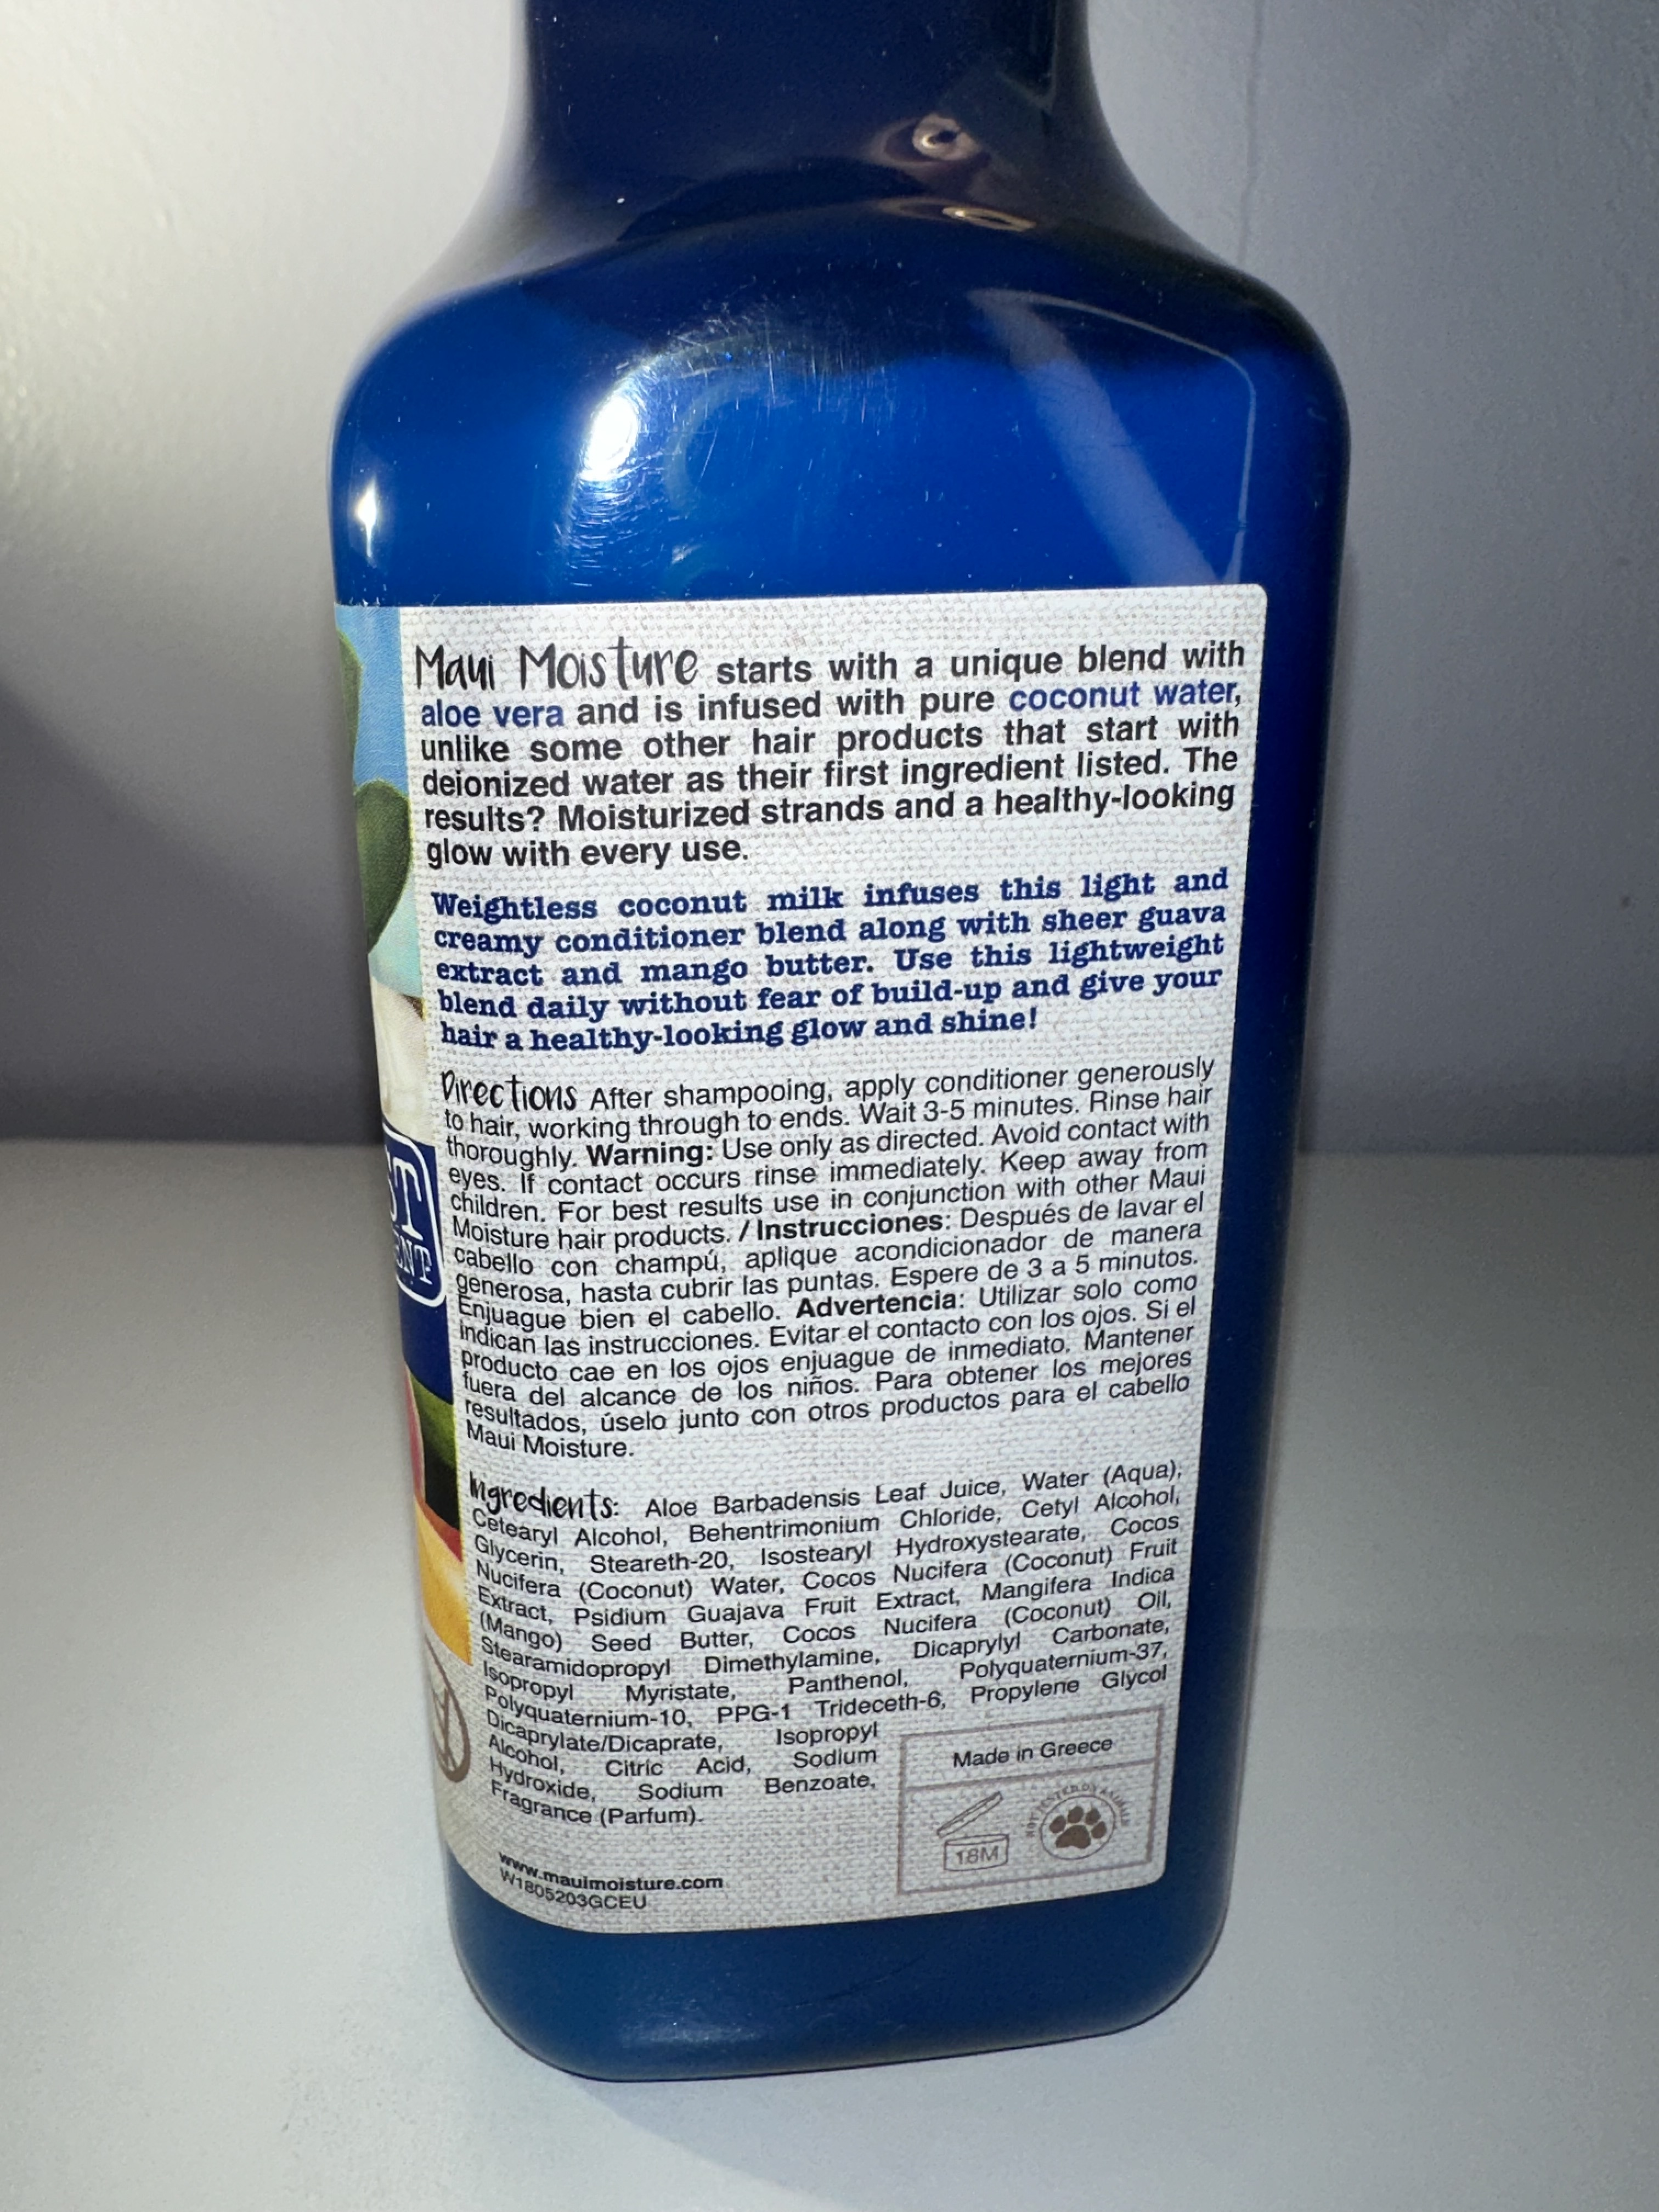 Maui Moisture starts with a unique blend with
aloe vera and is infused with pure coconut water,
unlike some other hair products that start with
deionized water as their first ingredient listed. The
results? Moisturized strands and a healthy-looking
glow with every use.
Weightless coconut milk infuses this light and
creamy conditioner blend along with sheer guava
extract and mango butter. Use this lightweight
blend daily without fear of build-up and give your
hair a healthy-looking glow and shine!
Directions After shampooing, apply conditioner generously
to hair, working through to ends. Wait 3-5 minutes. Rinse hair
thoroughly. Warning: Use only as directed. Avoid contact with
eyes. If contact occurs rinse immediately. Keep away from
children. For best results use in conjunction with other Maui
Moisture hair products. / Instrucciones: Después de lavar el
cabello con champú, aplique acondicionador de manera
generosa, hasta cubrir las puntas. Espere de 3 a 5 minutos.
Enjuague bien el cabello. Advertencia: Utilizar solo como
indican las instrucciones. Evitar el contacto con los ojos. Si el
producto cae en los ojos enjuague de inmediato. Mantener
fuera del alcance de los niños. Para obtener los mejores
resultados, úselo junto con otros productos para el cabello
Maui Moisture.
Ingredients: Aloe Barbadensis Leaf Juice, Water (Aqua),
Cetearyl Alcohol, Behentrimonium Chloride, Cetyl Alcohol,
Glycerin, Steareth-20, Isostearyl Hydroxystearate, Cocos
Nucifera (Coconut) Water, Cocos Nucifera (Coconut) Fruit
Extract, Psidium Guajava Fruit Extract, Mangifera Indica
(Mango) Seed Butter, Cocos Nucifera (Coconut) Oil,
Stearamidopropyl Dimethylamine, Dicaprylyl Carbonate,
Isopropyl Myristate, Panthenol, Polyquaternium-37,
Polyquaternium-10, PPG-1 Trideceth-6, Propylene Glycol
Dicaprylate/Dicaprate, Isopropyl
Alcohol, Citric Acid, Sodium
Hydroxide, Sodium Benzoate,
Fragrance (Parfum).
Made in Greece
18M
NOT TESTED ON ANIMALS
www.mauimoisture.com
W1805203GCEU